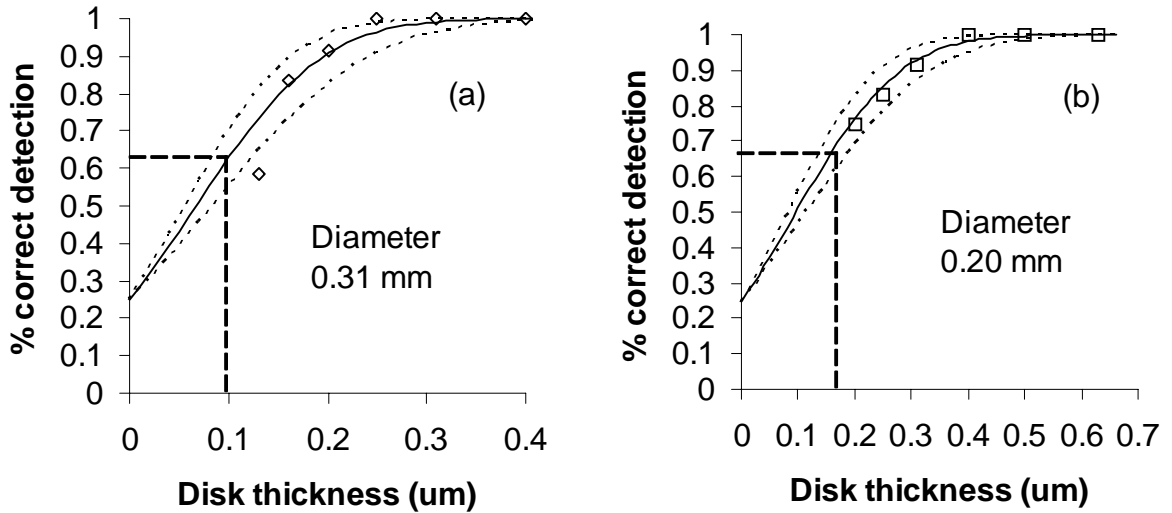 % correct detection
1
0.9
0.8
0.7
0.6
0.5
0.4
0.3
0.2
0.1
0
(a)
Diameter
0.31 mm
0 0.1 0.2 0.3 0.4
Disk thickness (um)
% correct detection
1
0.9
0.8
0.7
0.6
0.5
0.4
0.3
0.2
0.1
0
(b)
Diameter
0.20 mm
0 0.1 0.2 0.3 0.4 0.5 0.6 0.7
Disk thickness (um)